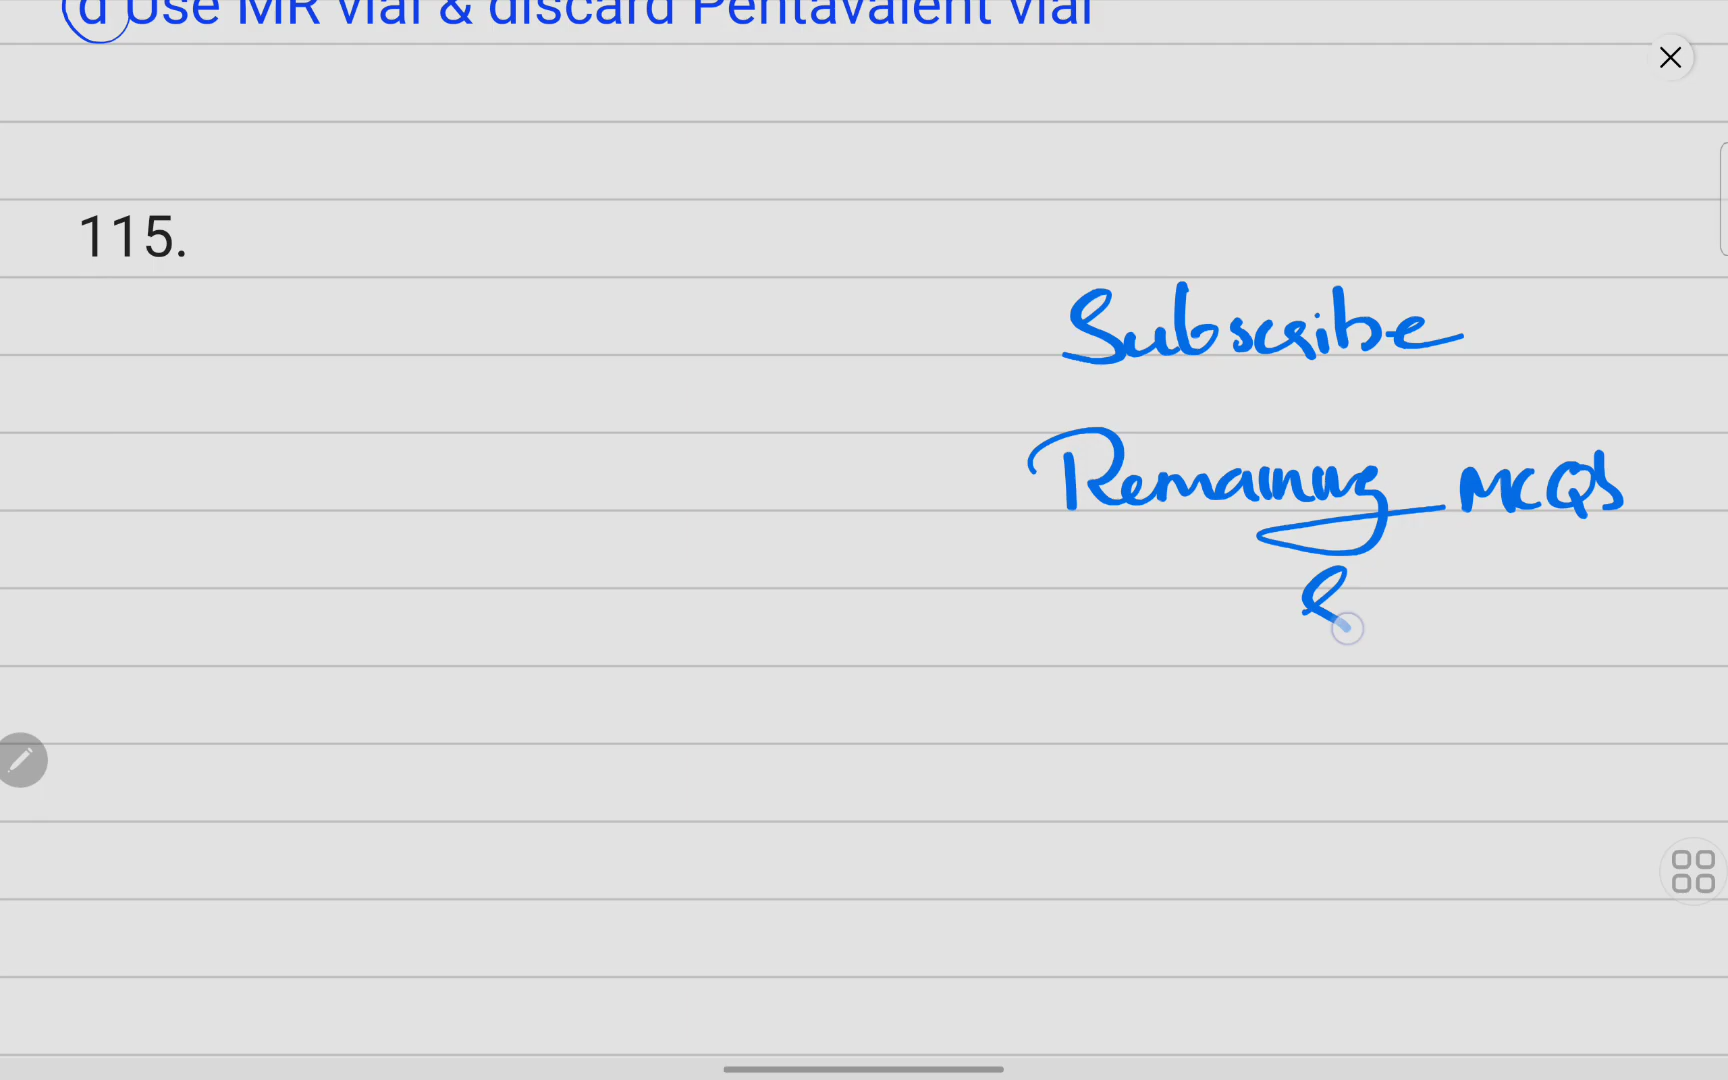 d Use MR vial & discard Pentavalent vial
115.
Subscribe
Remaining MCQs